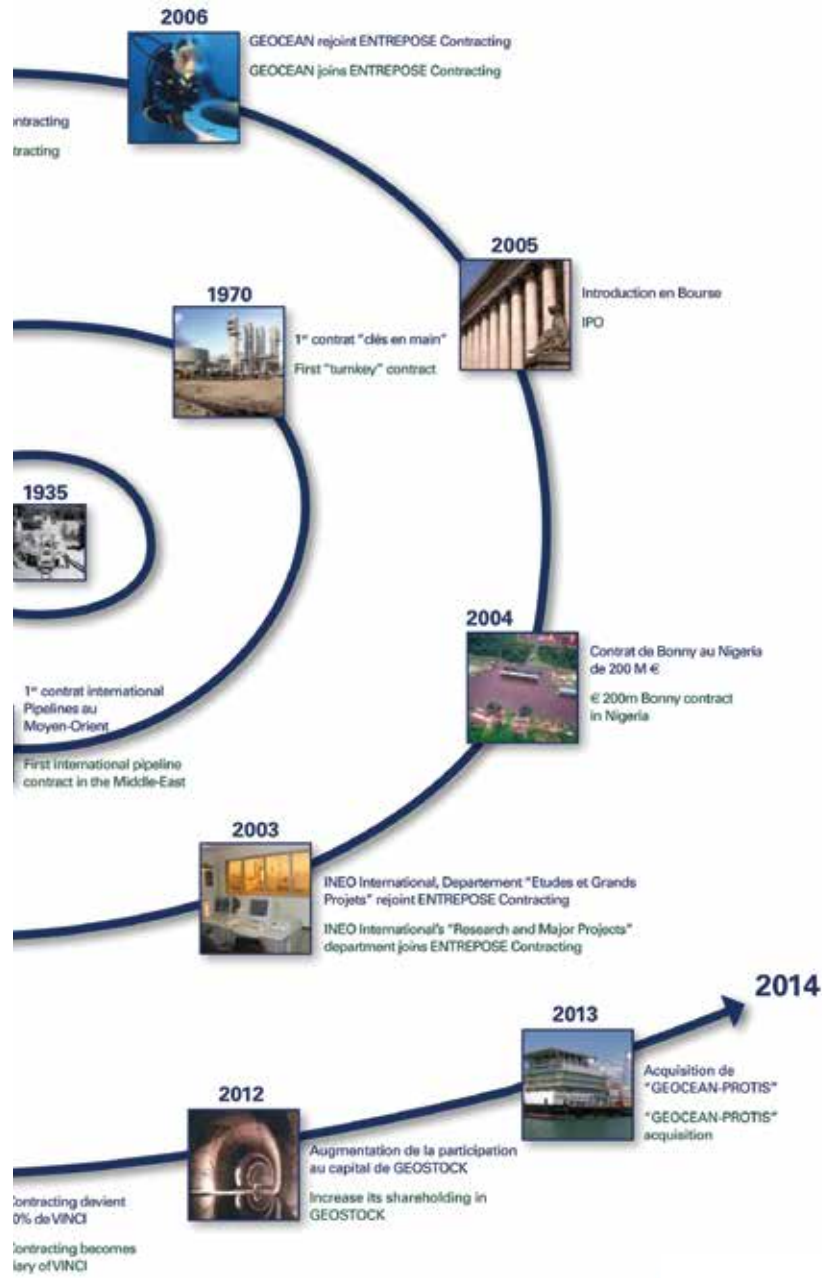 2006
GEOCEAN rejoint ENTREPOSE Contracting
GEOCEAN joins ENTREPOSE Contracting
ontracting
tracting
2005
Introduction en Bourse
IPO
1970
1er contrat "clés en main"
First "turnkey" contract
1935
2004
Contrat de Bonny au Nigeria
de 200 M €
€ 200m Bonny contract
in Nigeria
1er contrat international
Pipelines au
Moyen-Orient
First international pipeline
contract in the Middle-East
2003
INEO International, Departement "Etudes et Grands
Projets" rejoint ENTREPOSE Contracting
INEO International's "Research and Major Projects"
department joins ENTREPOSE Contracting
2014
2013
Acquisition de
"GEOCEAN-PROTIS"
"GEOCEAN-PROTIS"
acquisition
2012
Augmentation de la participation
au capital de GEOSTOCK
Increase its shareholding in
GEOSTOCK
Contracting devient
0% de VINCI
Contracting becomes
iary of VINCI